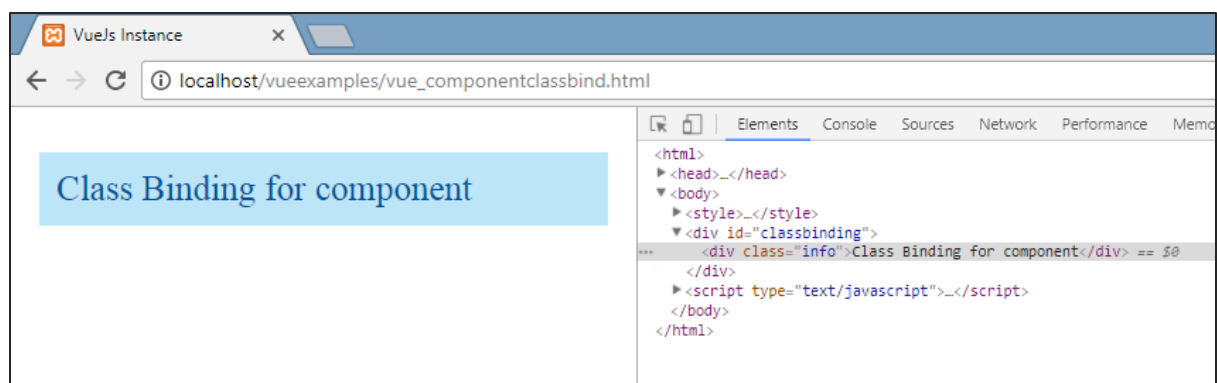 VueJs Instance
localhost/vueexamples/vue_componentclassbind.html
Elements Console Sources Network Performance Memo
<html>
▶<head>…</head>
▼<body>
▶<style>…</style>
▼<div id="classbinding">
Class Binding for component
… <div class="info">Class Binding for component</div> == $0
</div>
▶<script type="text/javascript">…</script>
</body>
</html>